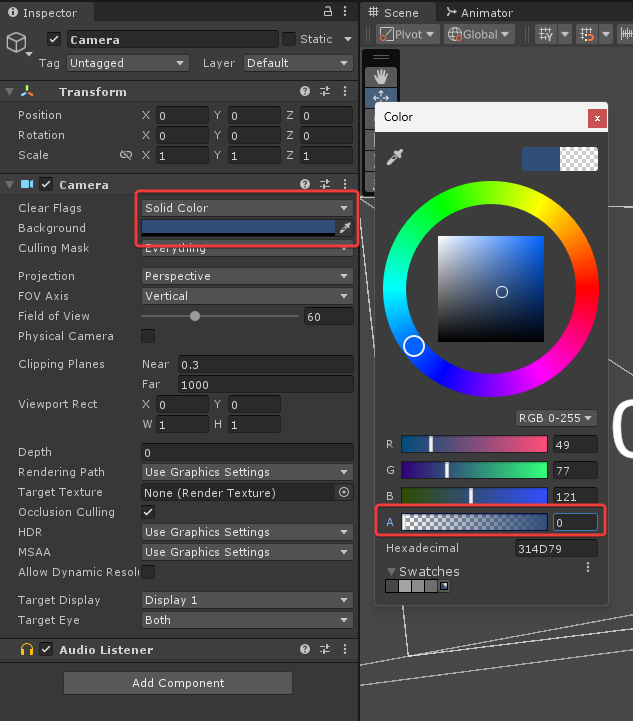 Inspector
Camera
Static
Tag Untagged Layer Default
Transform
Position X 0 Y 0 Z 0
Rotation X 0 Y 0 Z 0
Scale X 1 Y 1 Z 1
Camera
Clear Flags Solid Color
Background
Culling Mask Everything
Projection Perspective
FOV Axis Vertical
Field of View 60
Physical Camera
Clipping Planes Near 0.3
Far 1000
Viewport Rect X 0 Y 0
W 1 H 1
Depth 0
Rendering Path Use Graphics Settings
Target Texture None (Render Texture)
Occlusion Culling
HDR Use Graphics Settings
MSAA Use Graphics Settings
Allow Dynamic Resol
Target Display Display 1
Target Eye Both
Audio Listener
Add Component
Scene Animator
Pivot Global
Color x
RGB 0-255
R 49
G 77
B 121
A 0
Hexadecimal 314D79
Swatches